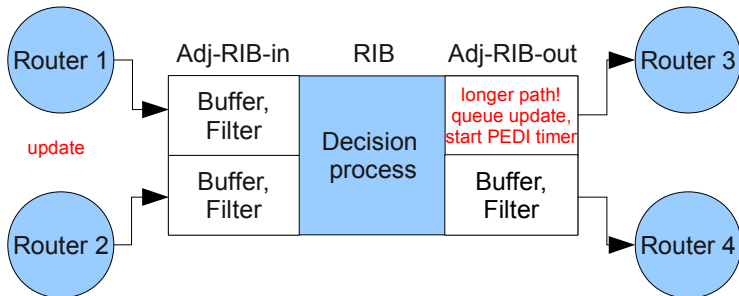 Adj-RIB-in RIB Adj-RIB-out
Router 1
Router 3
Buffer,
Filter
longer path!
queue update,
start PEDI timer
update
Decision
process
Buffer,
Filter
Buffer,
Filter
Router 2
Router 4